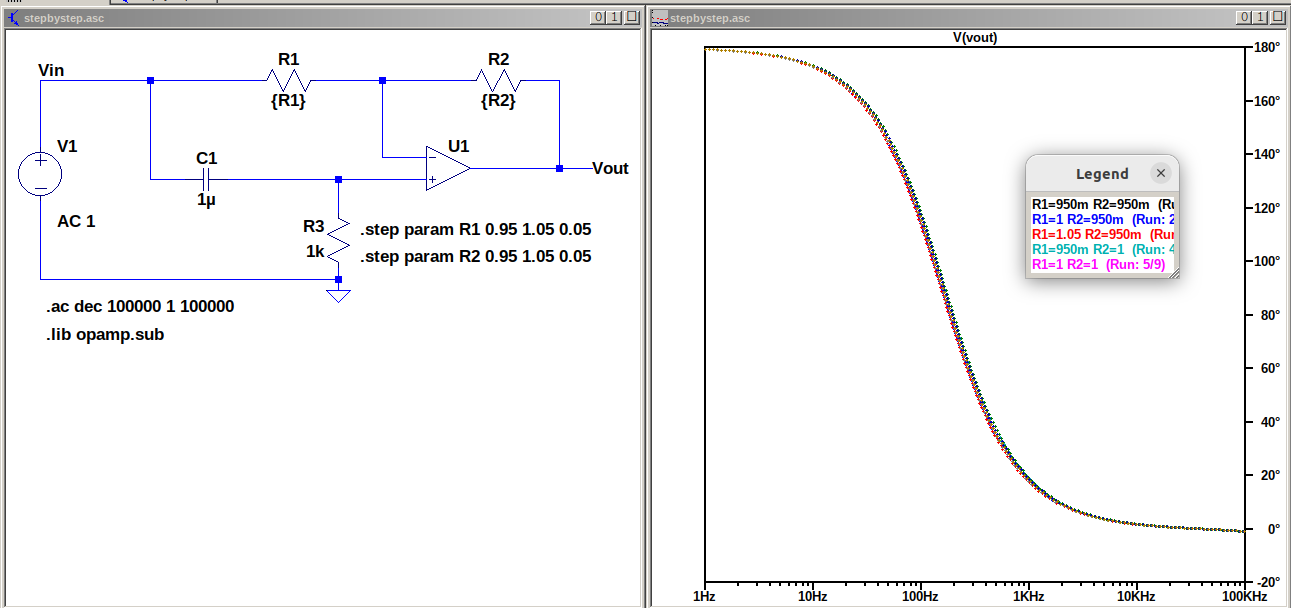 stepbystep.asc
Vin
R1
{R1}
R2
{R2}
V1
AC 1
C1
1µ
U1
Vout
R3
1k
.step param R1 0.95 1.05 0.05
.step param R2 0.95 1.05 0.05
.ac dec 100000 1 100000
.lib opamp.sub
stepbystep.asc
V(vout)
180°
160°
140°
120°
100°
80°
60°
40°
20°
0°
-20°
1Hz
10Hz
100Hz
1KHz
10KHz
100KHz
Legend
R1=950m R2=950m (Ru
R1=1 R2=950m (Run: 2
R1=1.05 R2=950m (Run
R1=950m R2=1 (Run: 4
R1=1 R2=1 (Run: 5/9)